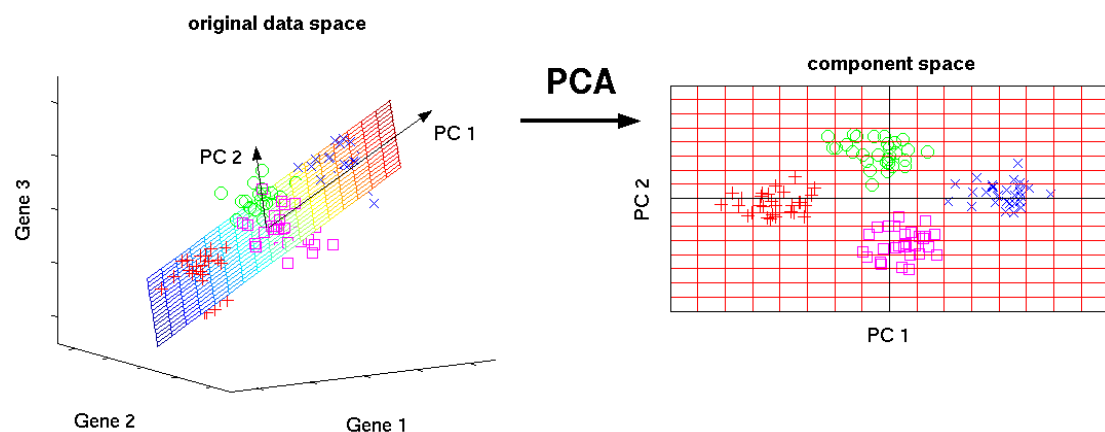 original data space
PC 1
PC 2
Gene 3
Gene 2
Gene 1
PCA
component space
PC 2
PC 1